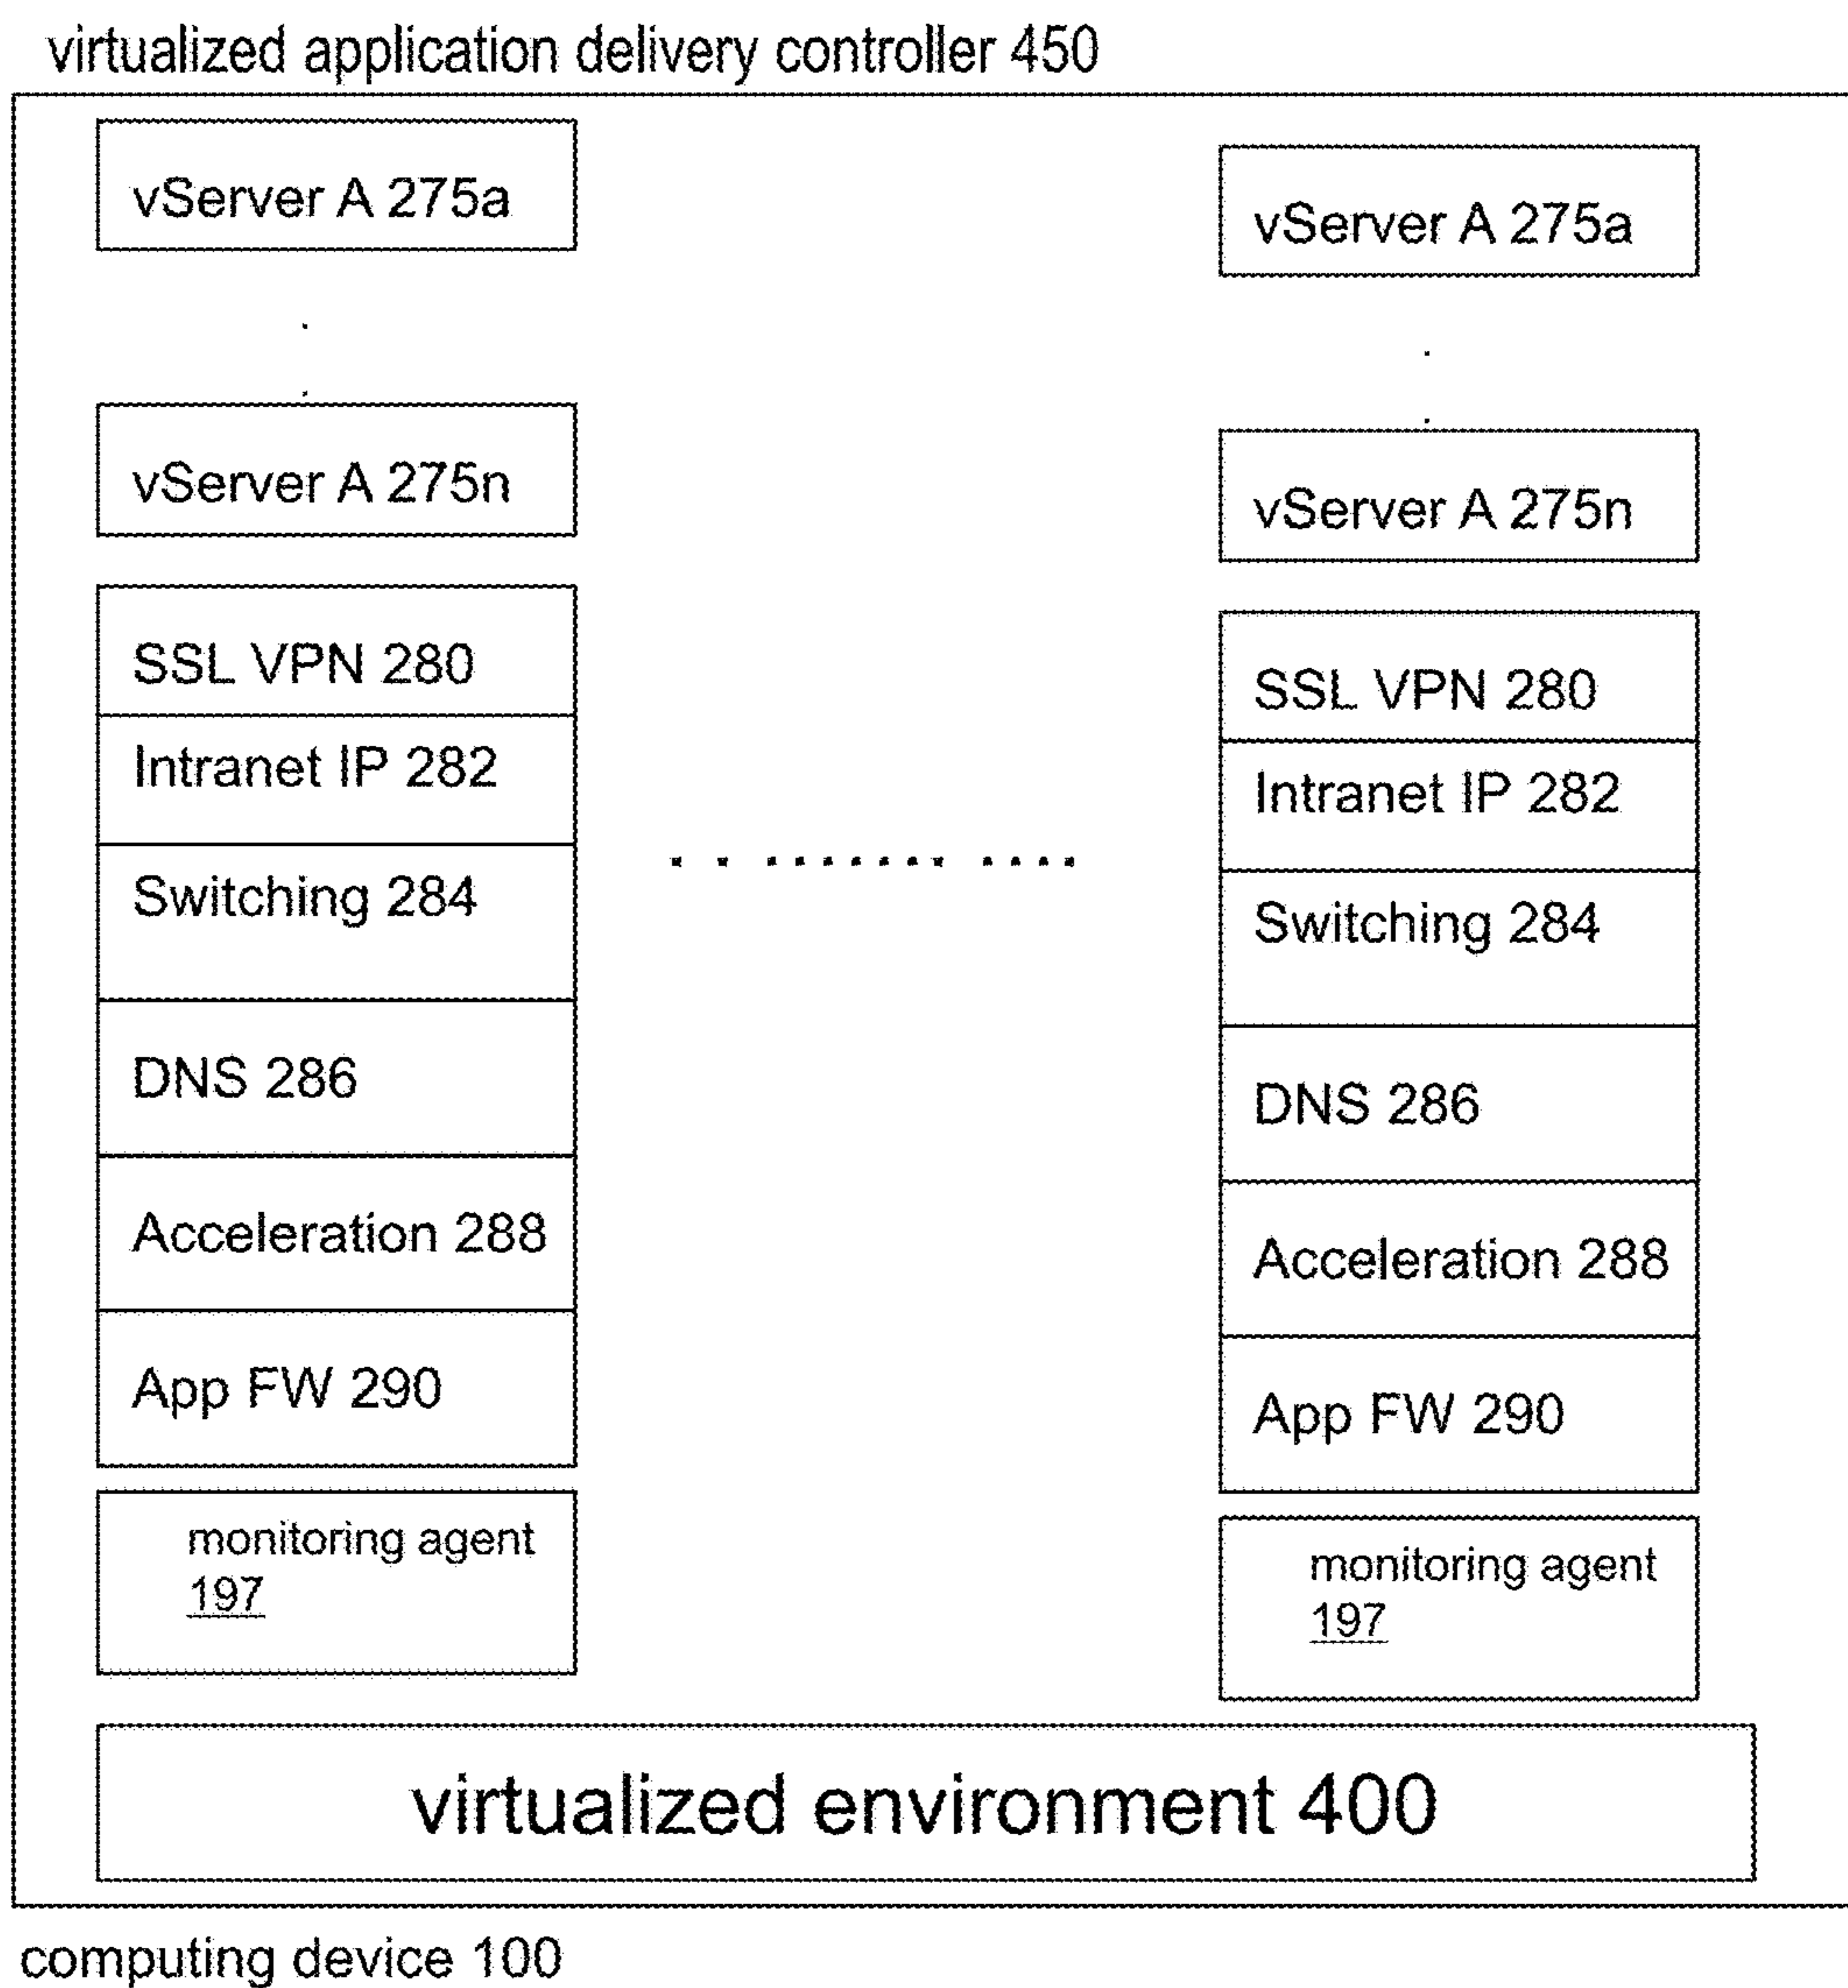 virtualized application delivery controller 450
vServer A 275a
vServer A 275n
SSL VPN 280
Intranet IP 282
Switching 284
DNS 286
Acceleration 288
App FW 290
monitoring agent
197
vServer A 275a
vServer A 275n
SSL VPN 280
Intranet IP 282
Switching 284
DNS 286
Acceleration 288
App FW 290
monitoring agent
197
virtualized environment 400
computing device 100